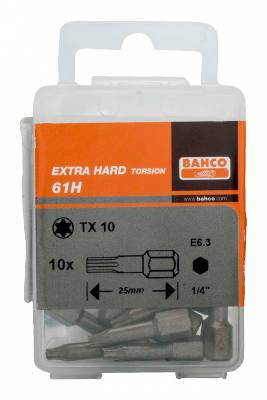 BAHCO
www.bahco.com
EXTRA HARD TORSION
61H
TX 10
E6.3
10x
25mm
1/4"